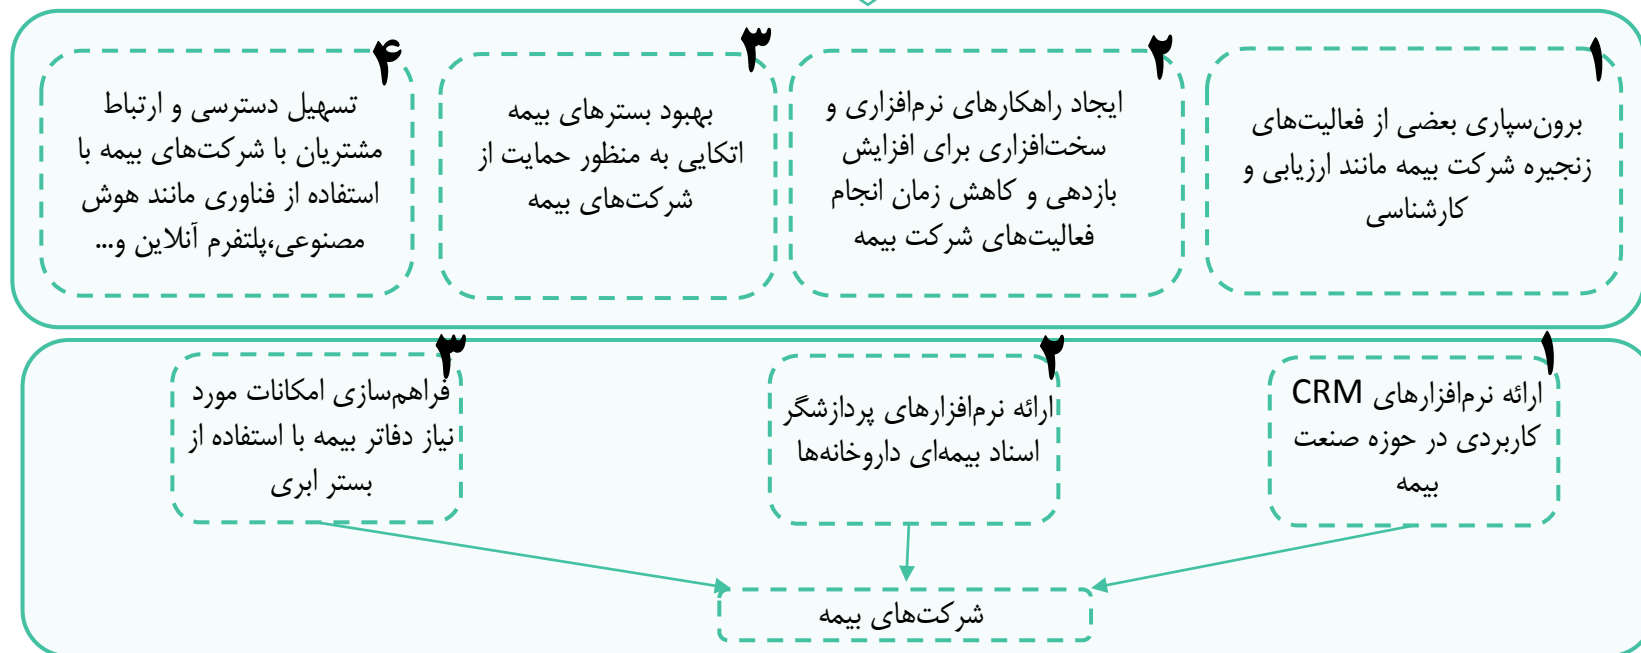 ۱
برون‌سپاری بعضی از فعالیت‌های
زنجیره شرکت بیمه مانند ارزیابی و
کارشناسی
۲
ایجاد راهکارهای نرم‌افزاری و
سخت‌افزاری برای افزایش
بازدهی و کاهش زمان انجام
فعالیت‌های شرکت بیمه
۳
بهبود بسترهای بیمه
اتکایی به منظور حمایت از
شرکت‌های بیمه
۴
تسهیل دسترسی و ارتباط
مشتریان با شرکت‌های بیمه با
استفاده از فناوری مانند هوش
مصنوعی،پلتفرم آنلاین و...
۱
ارائه نرم‌افزارهای CRM
کاربردی در حوزه صنعت
بیمه
۲
ارائه نرم‌افزارهای پردازشگر
اسناد بیمه‌ای داروخانه‌ها
۳
فراهم‌سازی امکانات مورد
نیاز دفاتر بیمه با استفاده از
بستر ابری
شرکت‌های بیمه